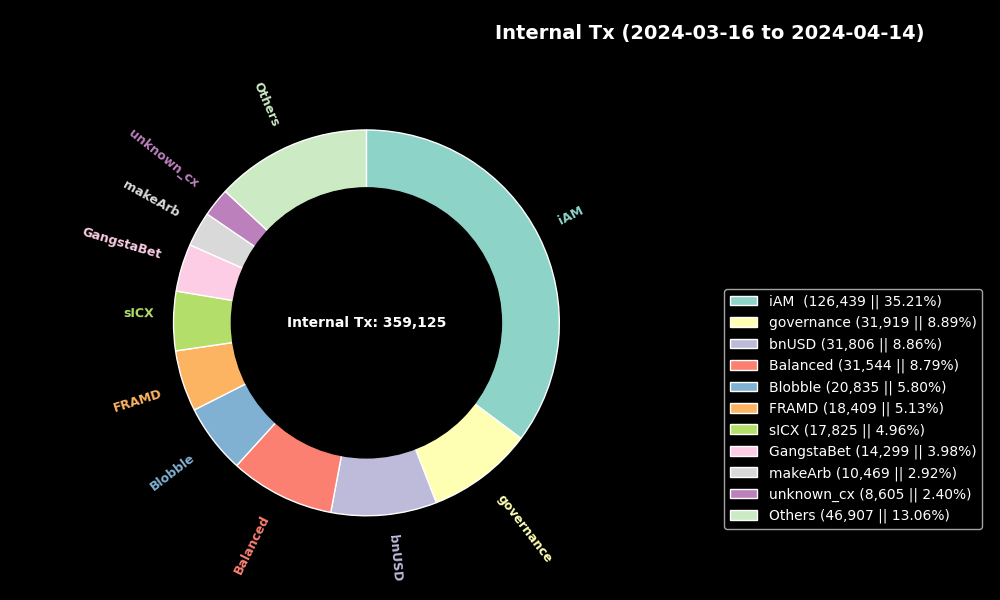 Internal Tx (2024-03-16 to 2024-04-14)
Others
unknown_cx
makeArb
GangstaBet
sICX
FRAMD
Blobble
Balanced
bnUSD
governance
iAM
Internal Tx: 359,125
iAM (126,439 || 35.21%)
governance (31,919 || 8.89%)
bnUSD (31,806 || 8.86%)
Balanced (31,544 || 8.79%)
Blobble (20,835 || 5.80%)
FRAMD (18,409 || 5.13%)
sICX (17,825 || 4.96%)
GangstaBet (14,299 || 3.98%)
makeArb (10,469 || 2.92%)
unknown_cx (8,605 || 2.40%)
Others (46,907 || 13.06%)